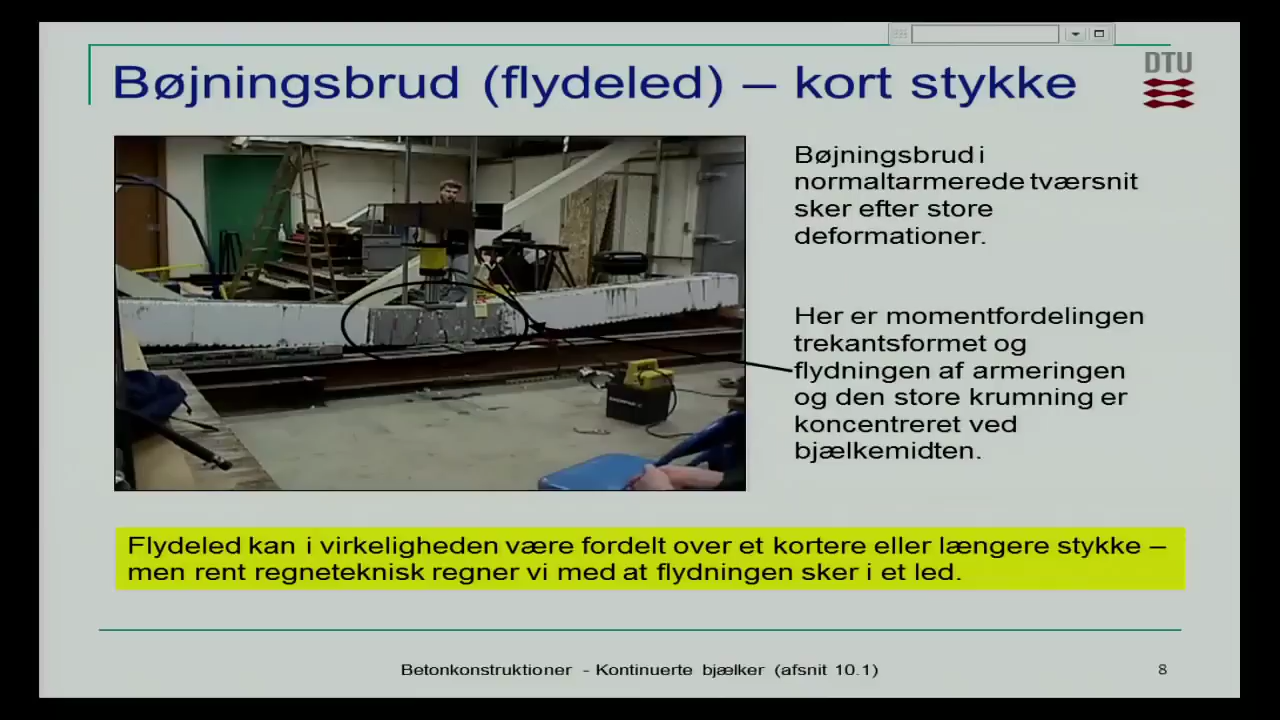 Bøjningsbrud (flydeled) – kort stykke
DTU
Bøjningsbrud i
normaltarmerede tværsnit
sker efter store
deformationer.
Her er momentfordelingen
trekantsformet og
flydningen af armeringen
og den store krumning er
koncentreret ved
bjælkemidten.
Flydeled kan i virkeligheden være fordelt over et kortere eller længere stykke –
men rent regneteknisk regner vi med at flydningen sker i et led.
Betonkonstruktioner - Kontinuerte bjælker (afsnit 10.1)
8